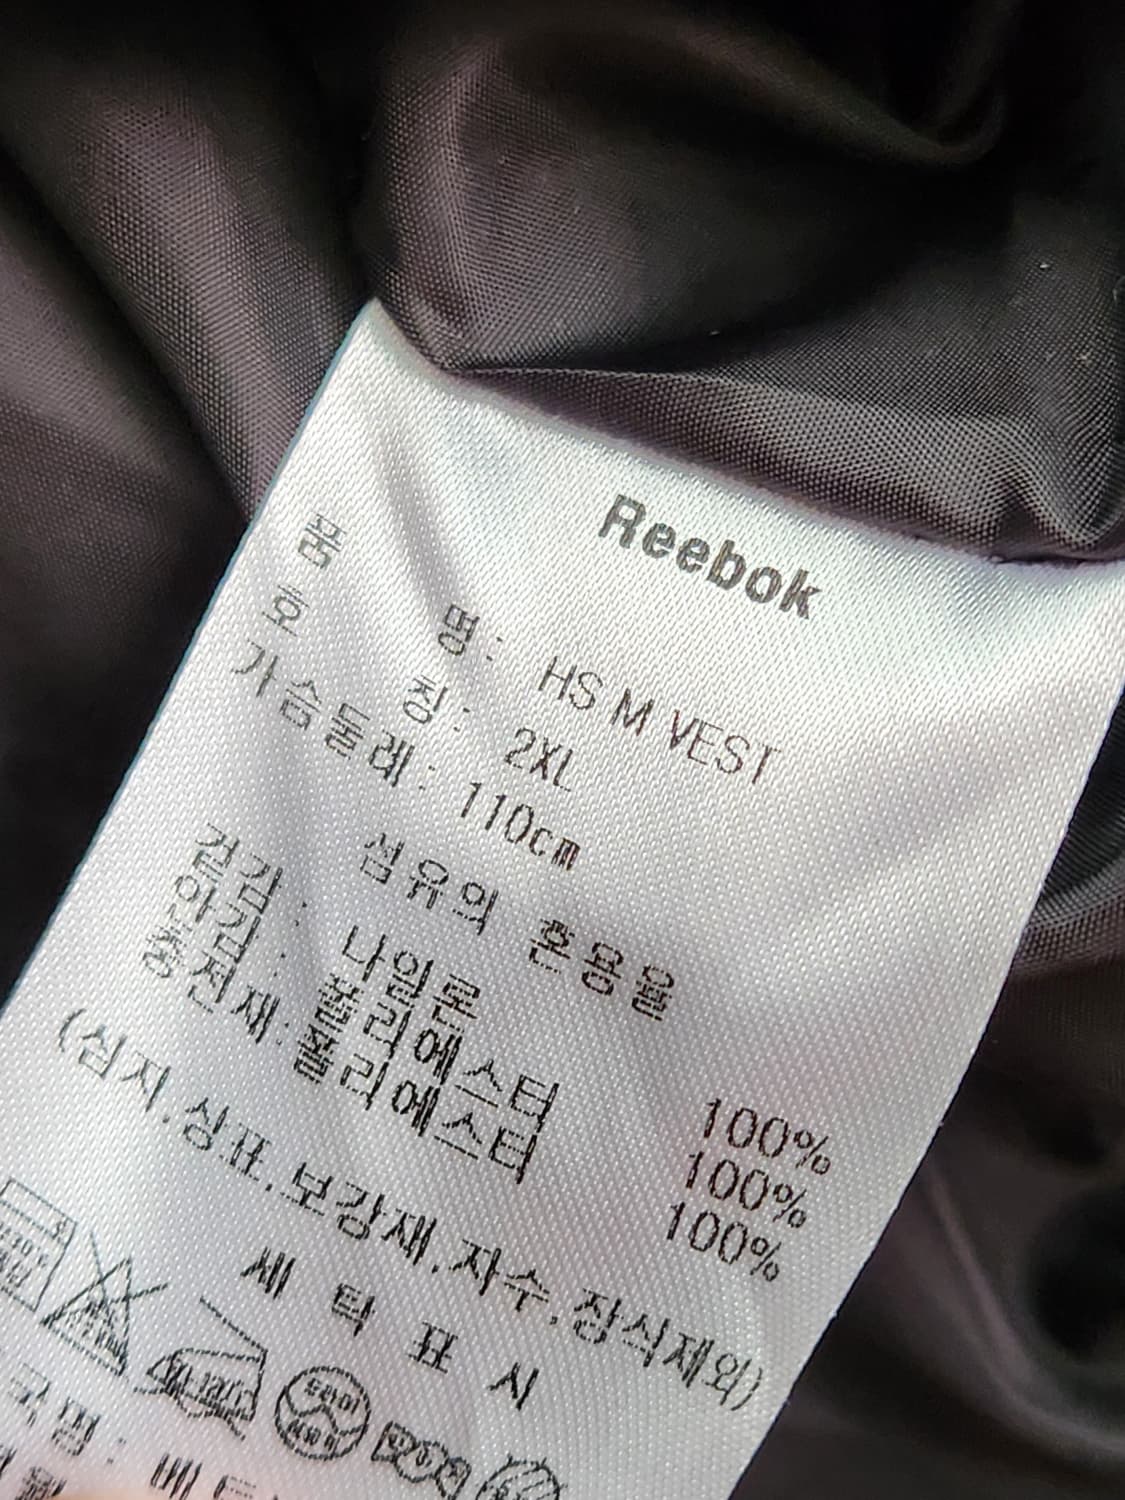 Reebok
품 명 : HS M VEST
호 칭 : 2XL
가슴둘레 : 110cm
섬유의 혼용율
겉감 : 나일론 100%
안감 : 폴리에스터 100%
충전재 : 폴리에스터 100%
(심지,상표,보강재,자수,장식제외)
세 탁 표 시